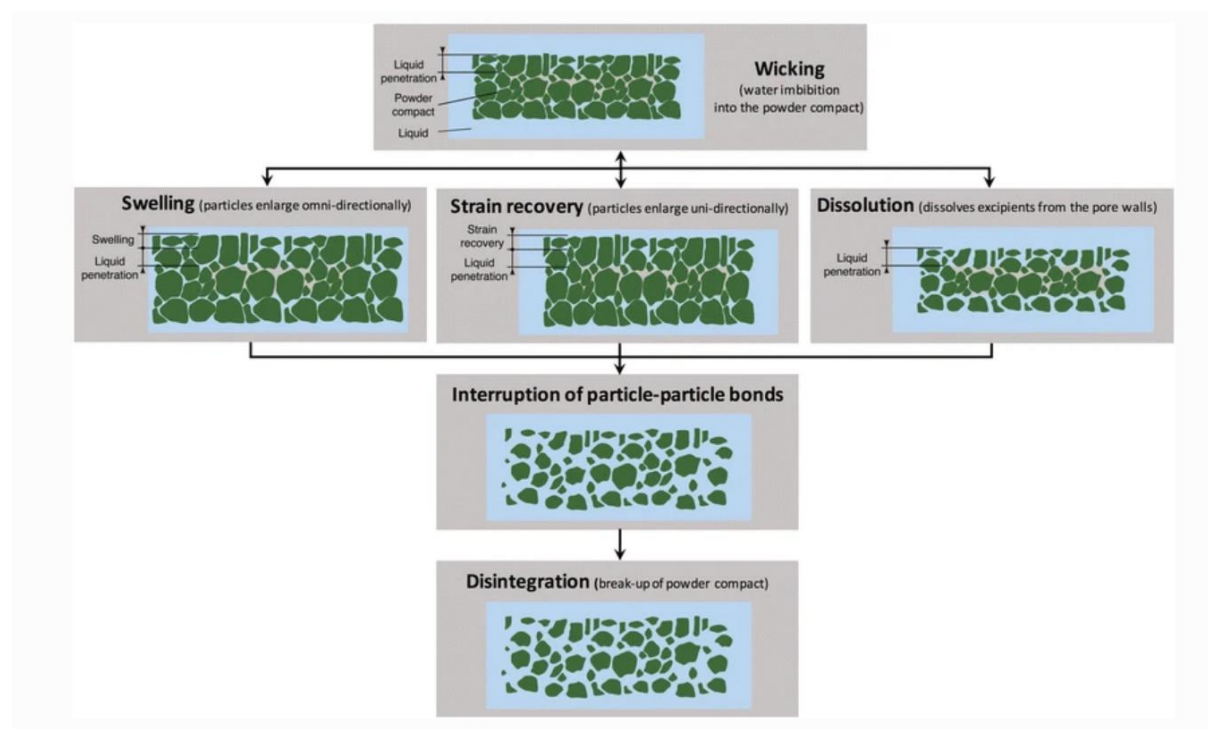 Liquid
penetration
Powder
compact
Liquid
Wicking
(water imbibition
into the powder compact)
Swelling (particles enlarge omni-directionally)
Swelling
Liquid
penetration
Strain recovery (particles enlarge uni-directionally)
Strain
recovery
Liquid
penetration
Dissolution (dissolves excipients from the pore walls)
Liquid
penetration
Interruption of particle-particle bonds
Disintegration (break-up of powder compact)